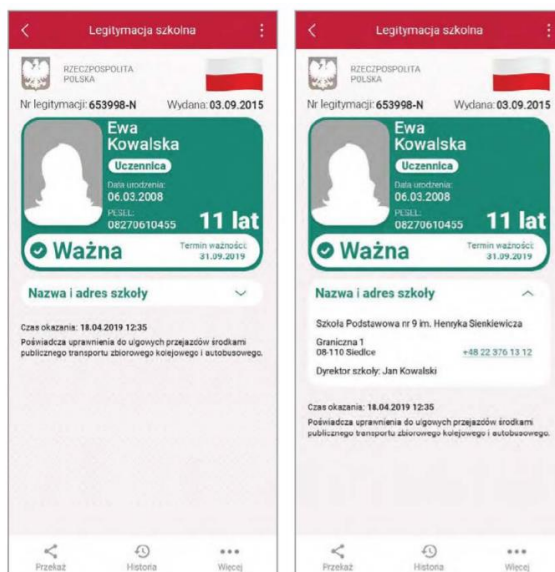 Legitymacja szkolna
RZECZPOSPOLITA
POLSKA
Nr legitymacji: 653998-N Wydana: 03.09.2015
Ewa
Kowalska
Uczennica
Data urodzenia:
06.03.2008
PESEL:
08270610455
11 lat
Ważna
Termin ważności:
31.09.2019
Nazwa i adres szkoły
Czas okazania: 18.04.2019 12:35
Poświadcza uprawnienia do ulgowych przejazdów środkami
publicznego transportu zbiorowego kolejowego i autobusowego.
Przekaż Historia Więcej
Legitymacja szkolna
RZECZPOSPOLITA
POLSKA
Nr legitymacji: 653998-N Wydana: 03.09.2015
Ewa
Kowalska
Uczennica
Data urodzenia:
06.03.2008
PESEL:
08270610455
11 lat
Ważna
Termin ważności:
31.09.2019
Nazwa i adres szkoły
Szkoła Podstawowa nr 9 im. Henryka Sienkiewicza
Graniczna 1
08-110 Siedlce +48 22 376 13 12
Dyrektor szkoły: Jan Kowalski
Czas okazania: 18.04.2019 12:35
Poświadcza uprawnienia do ulgowych przejazdów środkami
publicznego transportu zbiorowego kolejowego i autobusowego.
Przekaż Historia Więcej